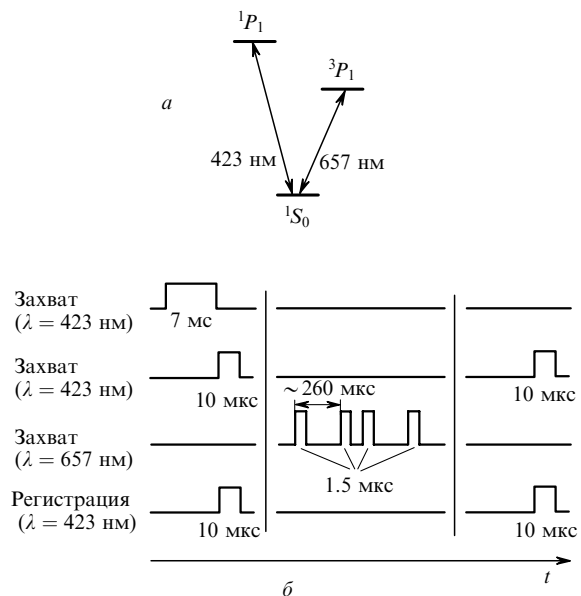 ¹P₁
³P₁
а
423 нм
657 нм
¹S₀
Захват
(λ = 423 нм)
7 мс
Захват
(λ = 423 нм)
10 мкс
~260 мкс
10 мкс
Захват
(λ = 657 нм)
1.5 мкс
Регистрация
(λ = 423 нм)
10 мкс
10 мкс
t
б